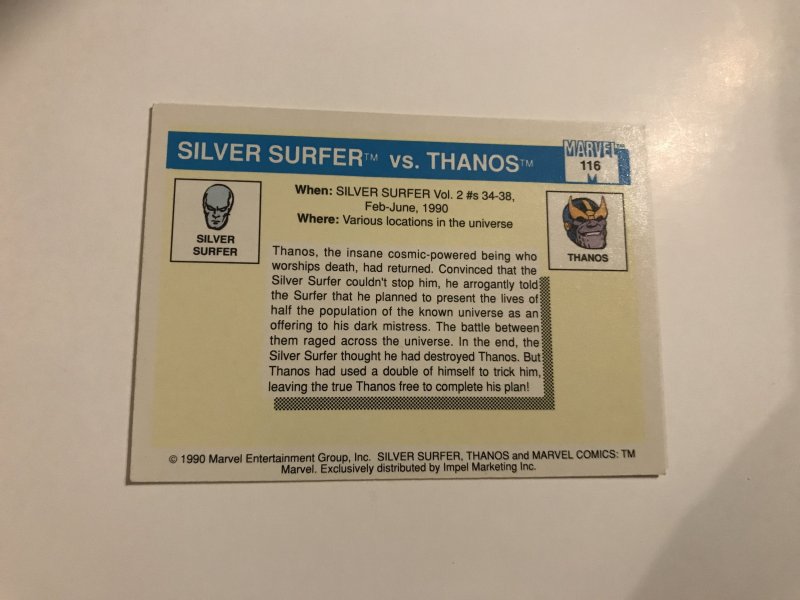 SILVER SURFER™ vs. THANOS™
MARVEL™
116
SILVER
SURFER
When: SILVER SURFER Vol. 2 #s 34-38,
Feb-June, 1990
Where: Various locations in the universe
THANOS
Thanos, the insane cosmic-powered being who
worships death, had returned. Convinced that the
Silver Surfer couldn't stop him, he arrogantly told
the Surfer that he planned to present the lives of
half the population of the known universe as an
offering to his dark mistress. The battle between
them raged across the universe. In the end, the
Silver Surfer thought he had destroyed Thanos. But
Thanos had used a double of himself to trick him,
leaving the true Thanos free to complete his plan!
© 1990 Marvel Entertainment Group, Inc. SILVER SURFER, THANOS and MARVEL COMICS: TM
Marvel. Exclusively distributed by Impel Marketing Inc.